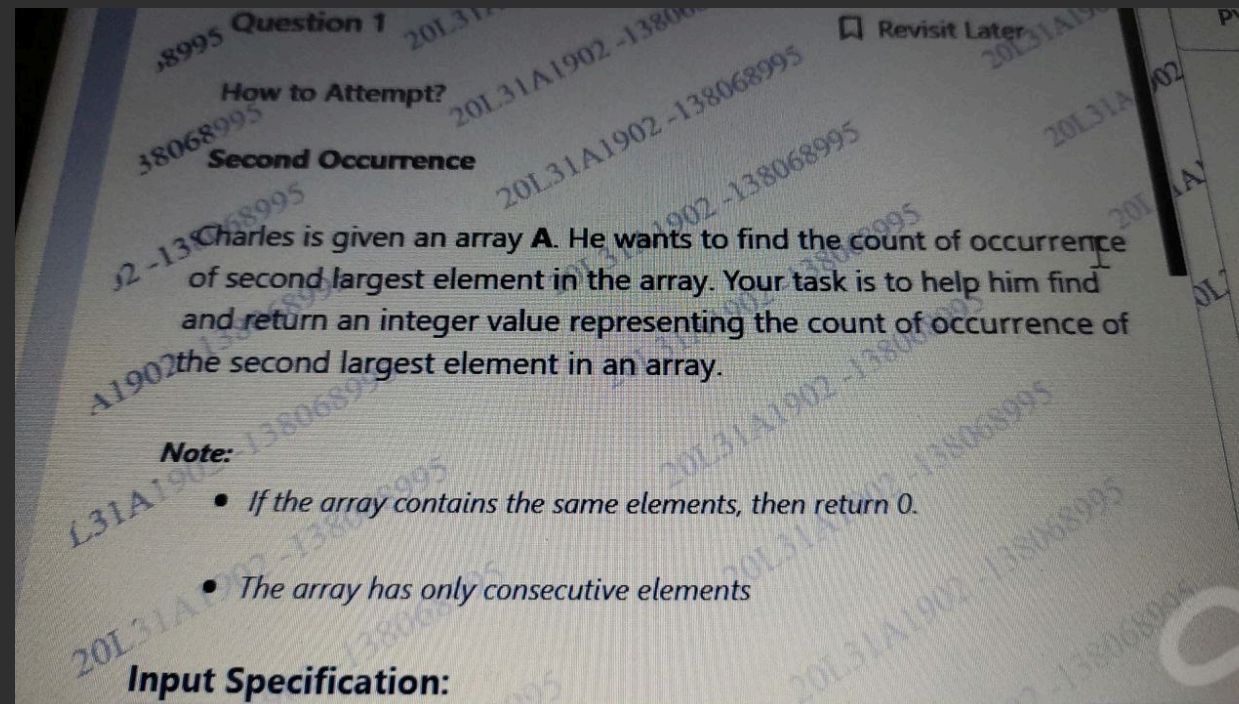 Question 1
Revisit Later
How to Attempt?
Second Occurrence
Charles is given an array A. He wants to find the count of occurrence
of second largest element in the array. Your task is to help him find
and return an integer value representing the count of occurrence of
the second largest element in an array.
Note:
• If the array contains the same elements, then return 0.
• The array has only consecutive elements
Input Specification:
20L31A1902 -138068995